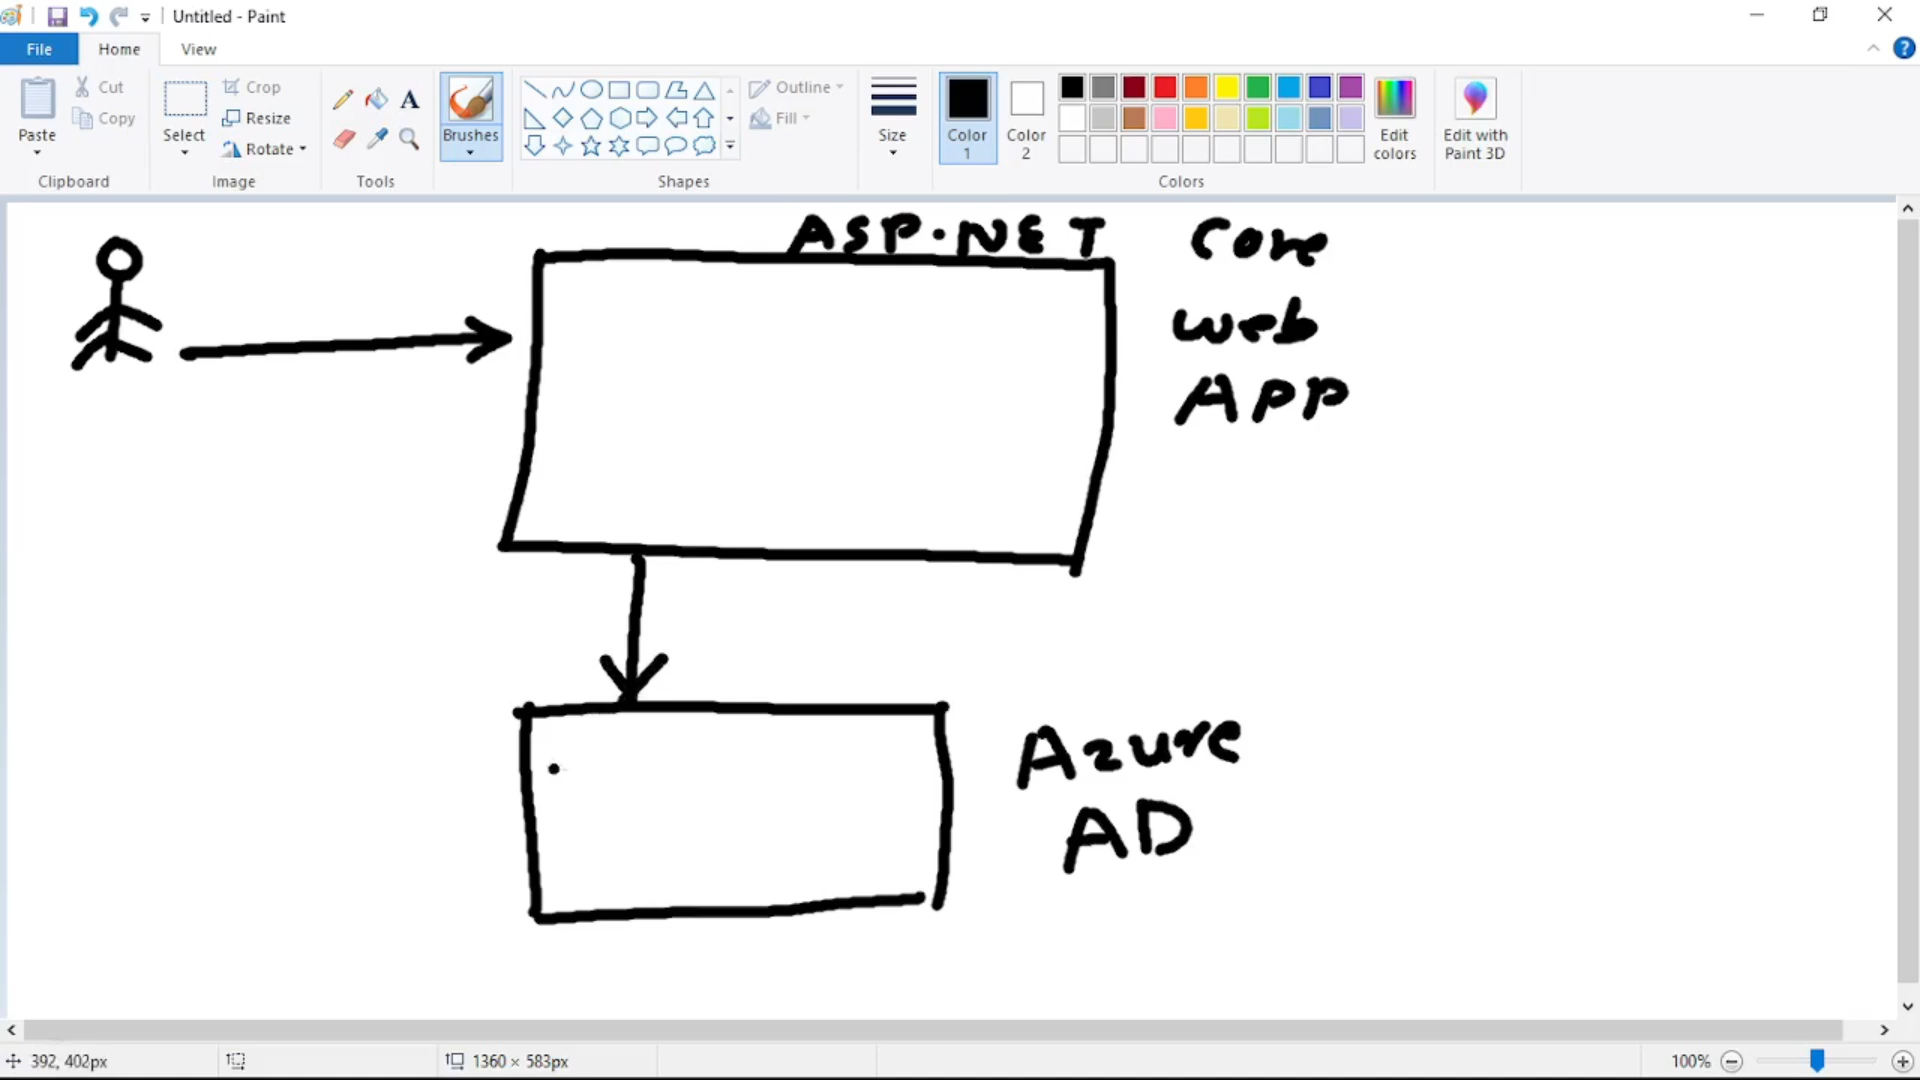 Untitled - Paint
File Home View
Paste
Cut
Copy
Clipboard
Select
Crop
Resize
Rotate
Image
Tools
Brushes
Shapes
Outline
Fill
Size
Color 1
Color 2
Edit colors
Edit with Paint 3D
Colors
ASP.NET Core
Web
App
Azure
AD
392, 402px
1360 × 583px
100%